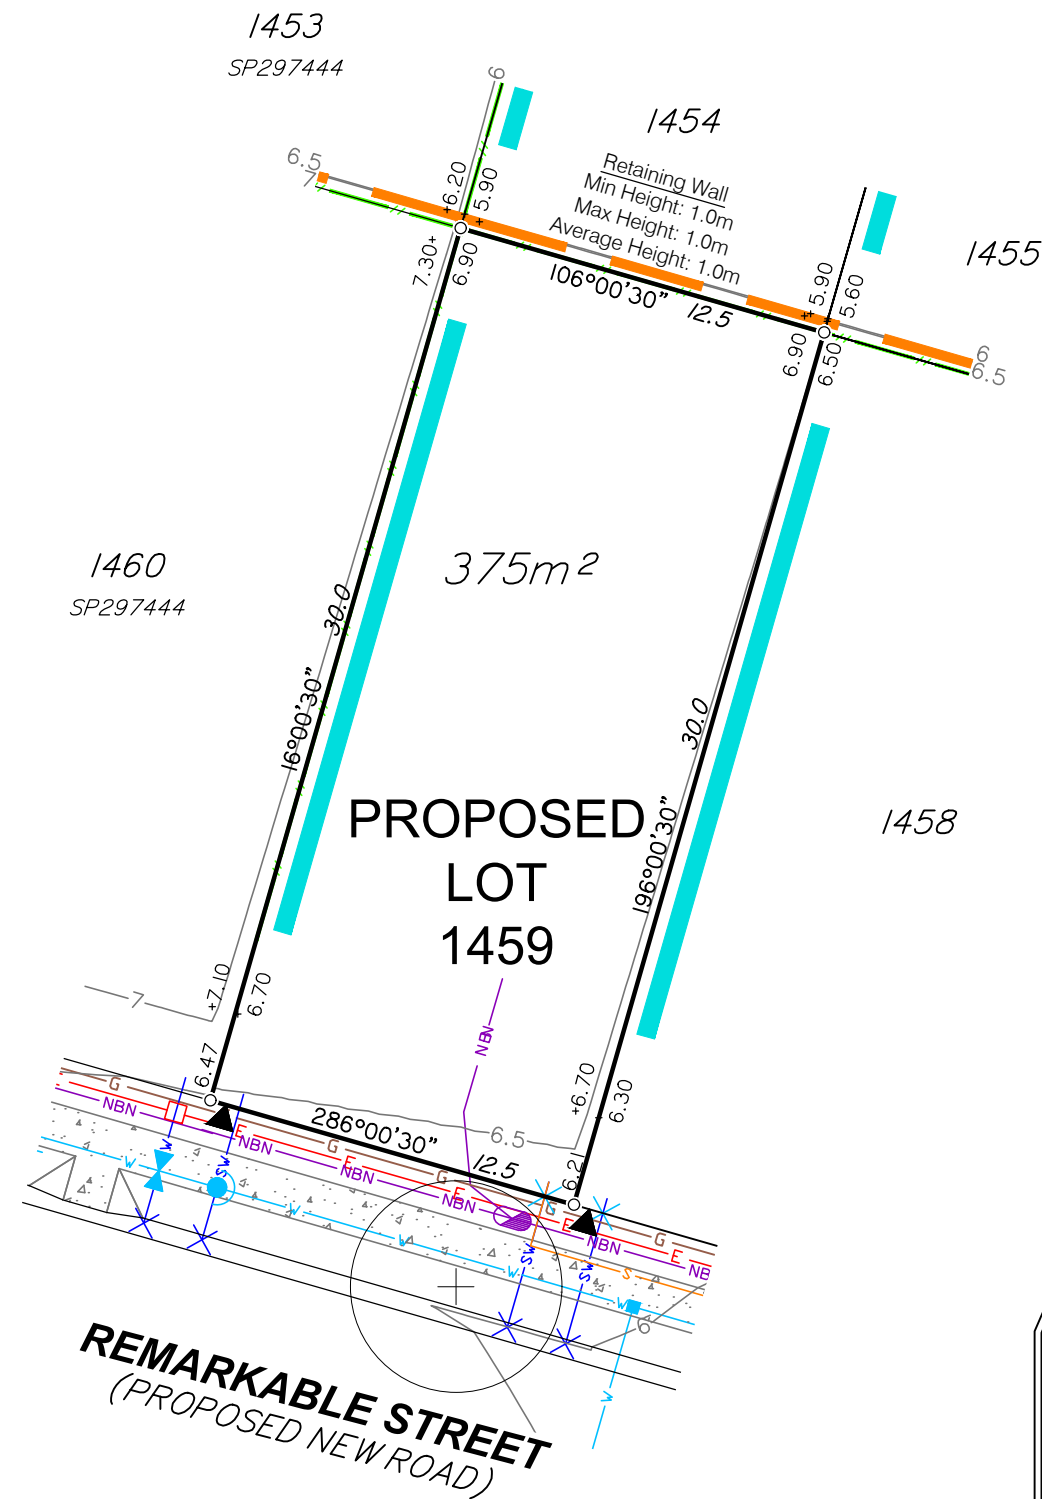 1453
SP297444
6
1454
6.5
7
+6.20
+5.90
Retaining Wall
Min Height: 1.0m
Max Height: 1.0m
Average Height: 1.0m
1455
7.30+
6.90
106°00'30"
12.5
+5.90
+5.60
6.90
6.50
6
6.5
1460
SP297444
375m²
30.0
16°00'30"
30.0
196°00'30"
1458
PROPOSED
LOT
1459
7
+7.10
6.70
NBN
6.47
+6.70
6.30
6.5
286°00'30"
12.5
6.21
G
E
NBN
G
E
NBN
G
E
NBN
G
E
NBN
G
E
NBN
G
E
NB
W
W
SW
W
W
W
SW
SW
S
W
6
W
REMARKABLE STREET
(PROPOSED NEW ROAD)